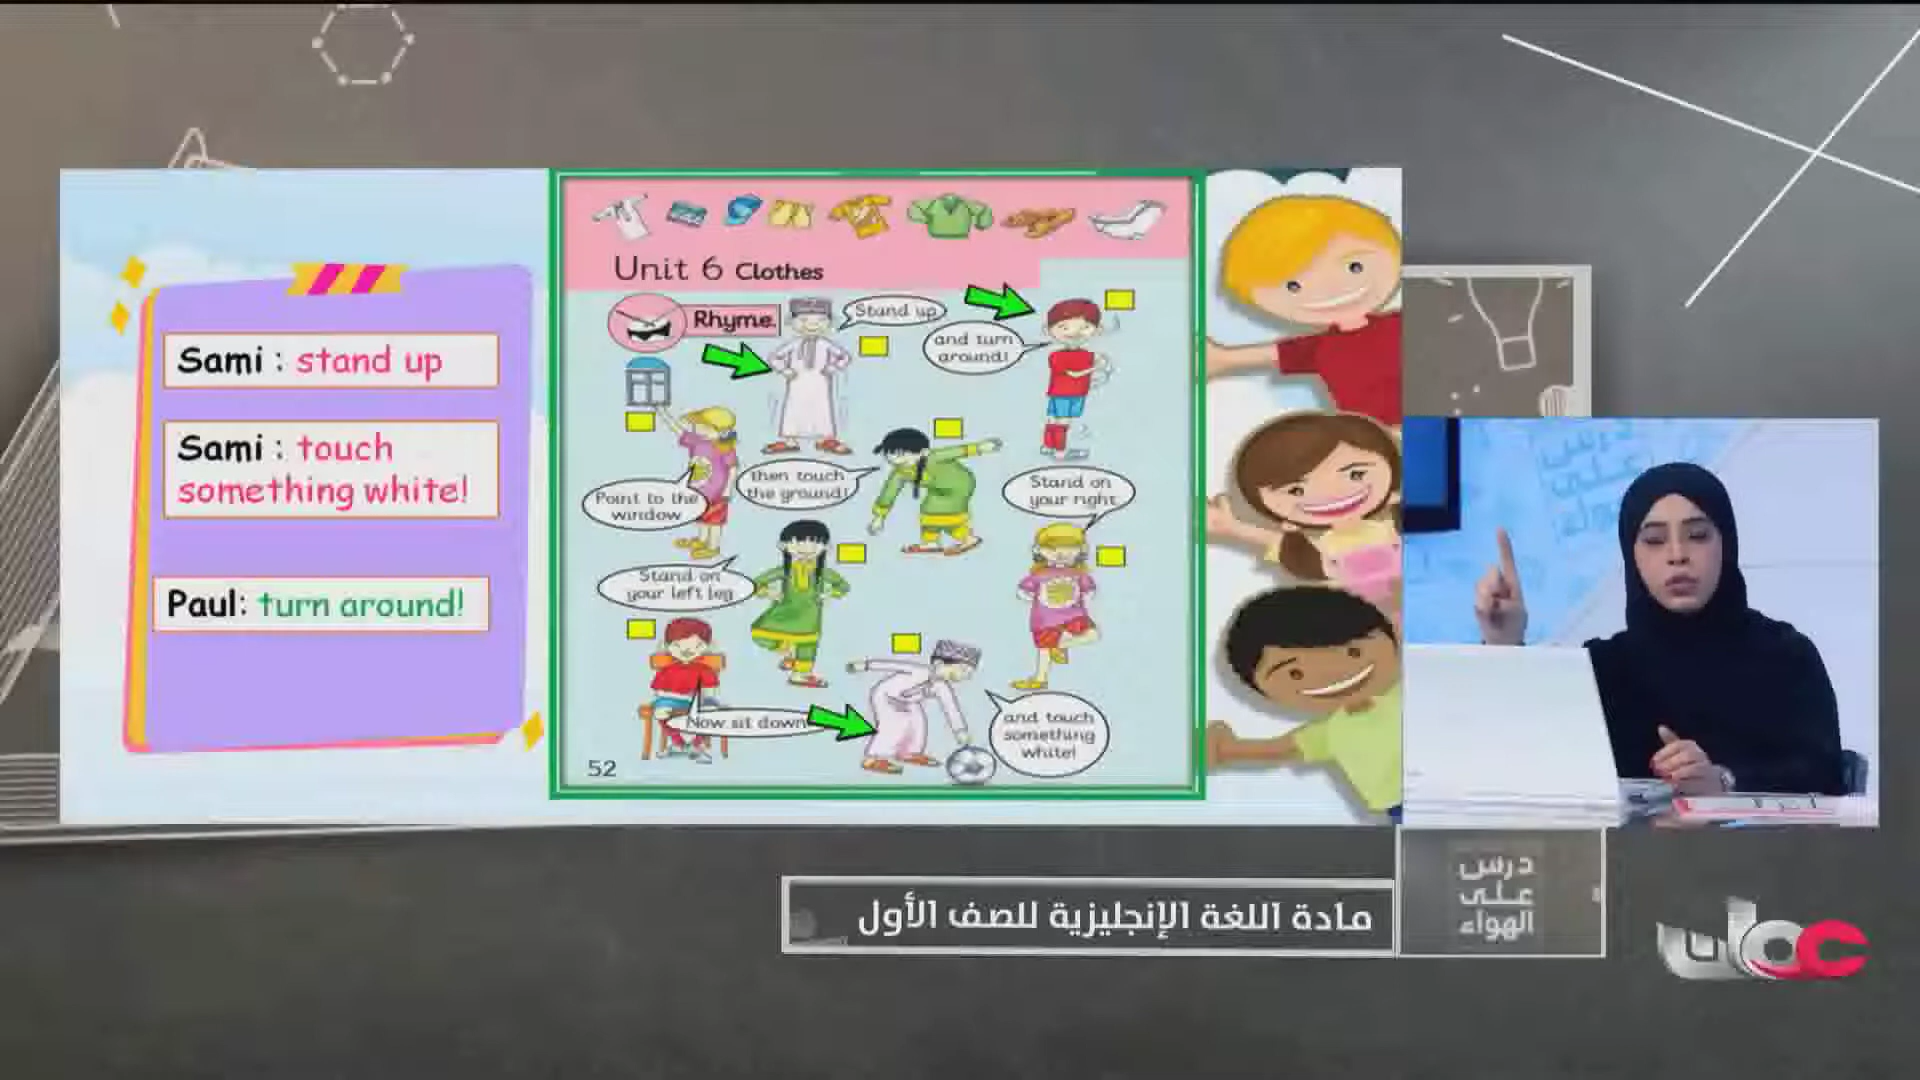 Sami : stand up
Sami : touch
something white!
Paul: turn around!
Unit 6 Clothes
Rhyme.
Stand up
and turn
around!
Point to the
window
then touch
the ground!
Stand on
your right
Stand on
your left leg
Now sit down
and touch
something
white!
52
مادة اللغة الإنجليزية للصف الأول
درس
على
الهواء
عمان